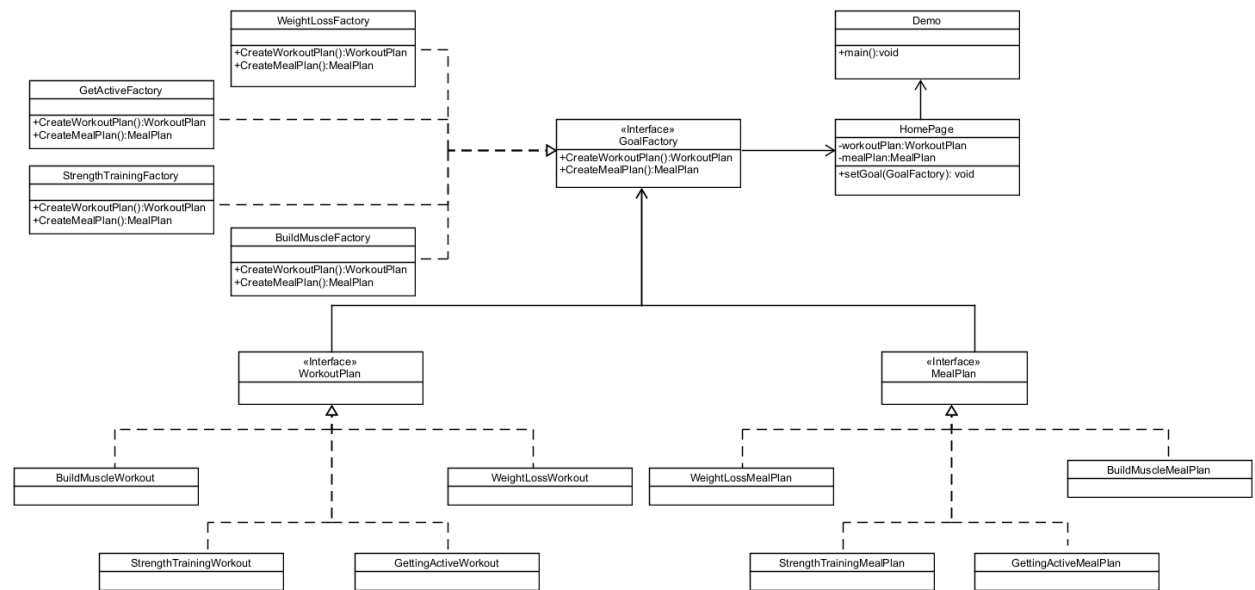 WeightLossFactory
+CreateWorkoutPlan():WorkoutPlan
+CreateMealPlan():MealPlan
Demo
+main():void
GetActiveFactory
+CreateWorkoutPlan():WorkoutPlan
+CreateMealPlan():MealPlan
«Interface»
GoalFactory
+CreateWorkoutPlan():WorkoutPlan
+CreateMealPlan():MealPlan
HomePage
-workoutPlan:WorkoutPlan
-mealPlan:MealPlan
+setGoal(GoalFactory): void
StrengthTrainingFactory
+CreateWorkoutPlan():WorkoutPlan
+CreateMealPlan():MealPlan
BuildMuscleFactory
+CreateWorkoutPlan():WorkoutPlan
+CreateMealPlan():MealPlan
«Interface»
WorkoutPlan
«Interface»
MealPlan
BuildMuscleWorkout
WeightLossWorkout
WeightLossMealPlan
BuildMuscleMealPlan
StrengthTrainingWorkout
GettingActiveWorkout
StrengthTrainingMealPlan
GettingActiveMealPlan